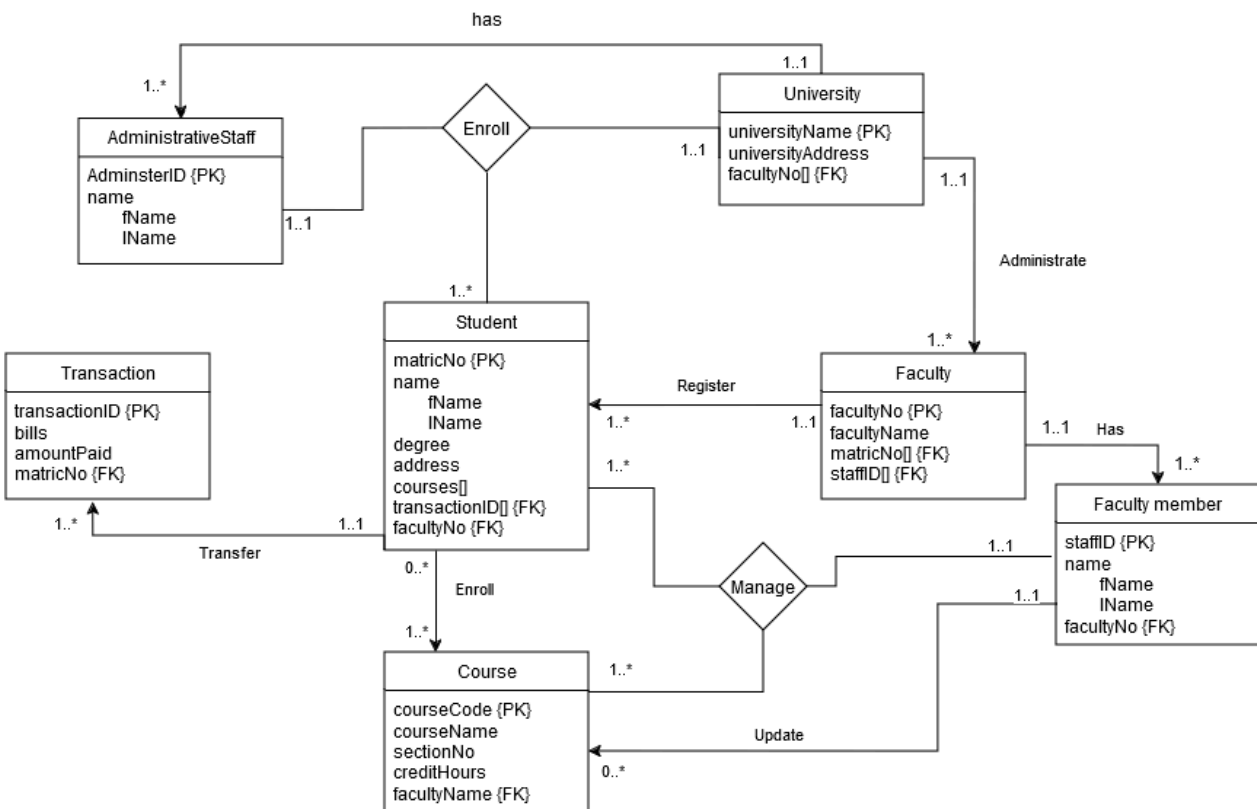 has
1..1
1..*
University
universityName {PK}
universityAddress
facultyNo[] {FK}
Enroll
AdministrativeStaff
AdminsterID {PK}
name
fName
lName
1..1
1..1
1..1
Administrate
1..*
1..*
Student
matricNo {PK}
name
fName
lName
degree
address
courses[]
transactionID[] {FK}
facultyNo {FK}
Transaction
transactionID {PK}
bills
amountPaid
matricNo {FK}
Register
1..*
1..1
Faculty
facultyNo {PK}
facultyName
matricNo[] {FK}
staffID[] {FK}
1..1
Has
1..*
1..*
Faculty member
staffID {PK}
name
fName
lName
facultyNo {FK}
1..*
1..1
Transfer
1..1
Manage
1..1
0..*
Enroll
1..*
1..*
Course
courseCode {PK}
courseName
sectionNo
creditHours
facultyName {FK}
Update
0..*